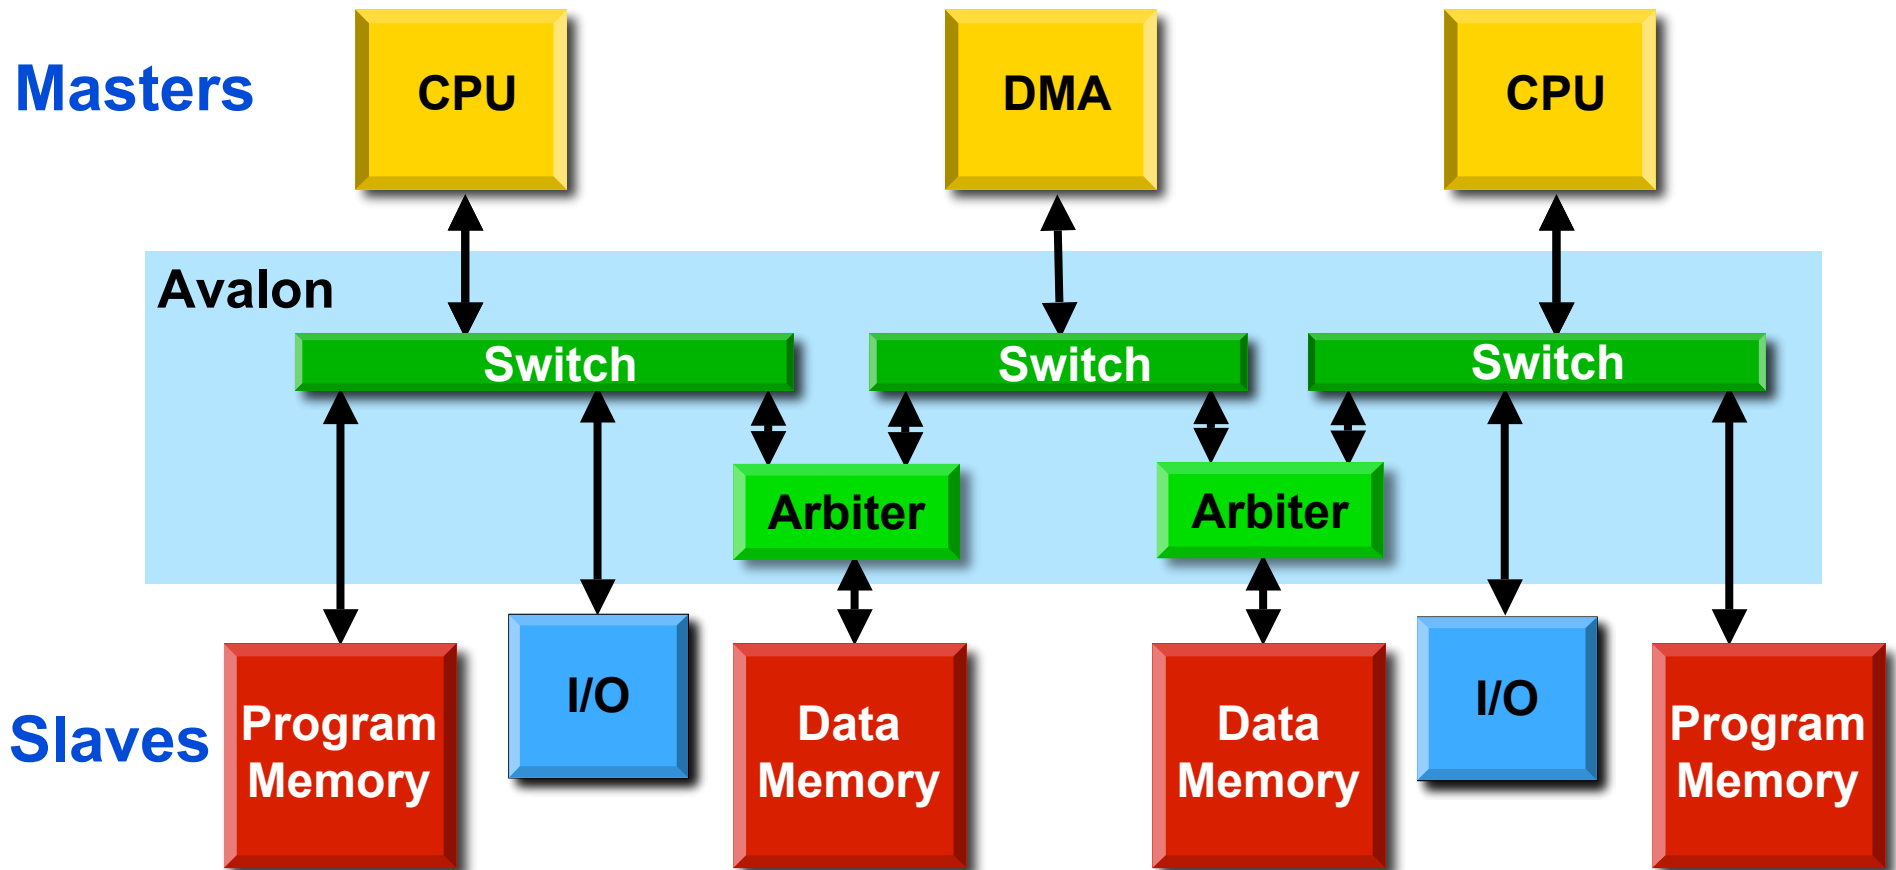 Masters
CPU
DMA
CPU
Avalon
Switch
Switch
Switch
Arbiter
Arbiter
Slaves
Program
Memory
I/O
Data
Memory
Data
Memory
I/O
Program
Memory